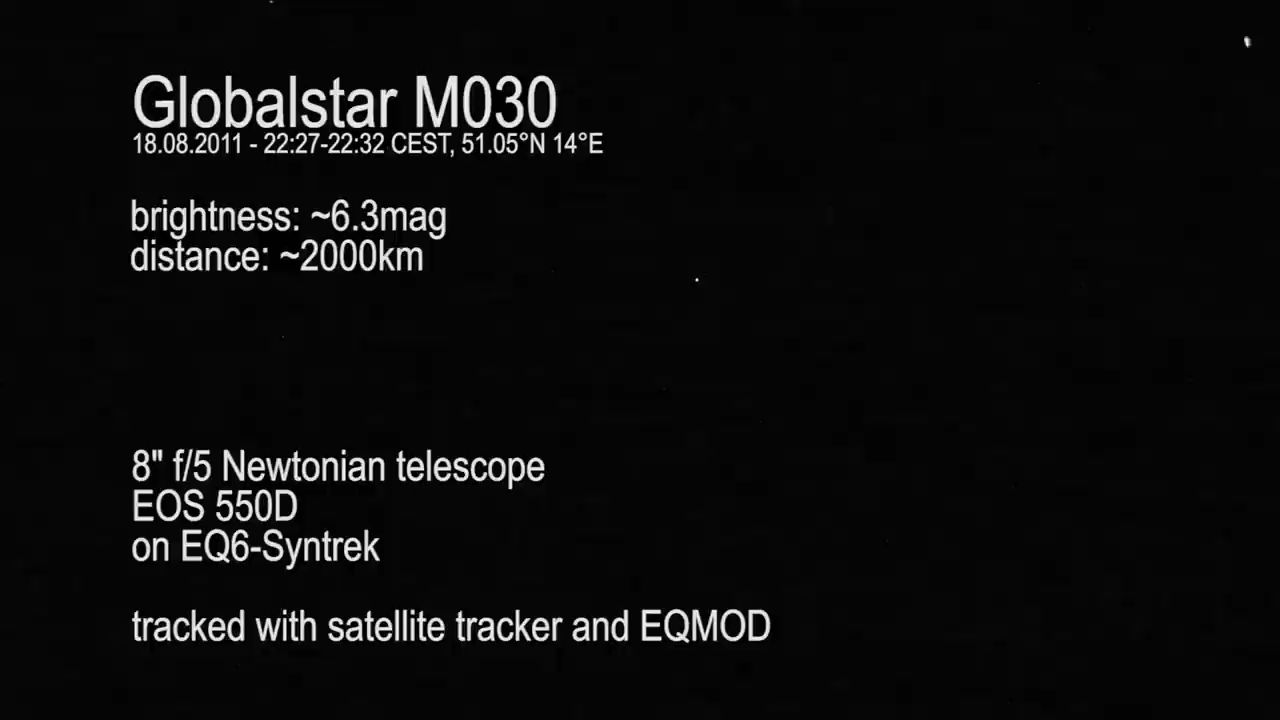 Globalstar M030
18.08.2011 - 22:27-22:32 CEST, 51.05°N 14°E
brightness: ~6.3mag
distance: ~2000km
8" f/5 Newtonian telescope
EOS 550D
on EQ6-Syntrek
tracked with satellite tracker and EQMOD